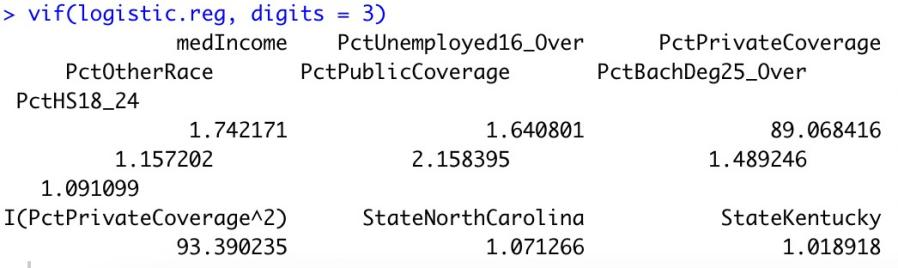 > vif(logistic.reg, digits = 3)
medIncome PctUnemployed16_Over PctPrivateCoverage
PctOtherRace PctPublicCoverage PctBachDeg25_Over
PctHS18_24
1.742171 1.640801 89.068416
1.157202 2.158395 1.489246
1.091099
I(PctPrivateCoverage^2) StateNorthCarolina StateKentucky
93.390235 1.071266 1.018918